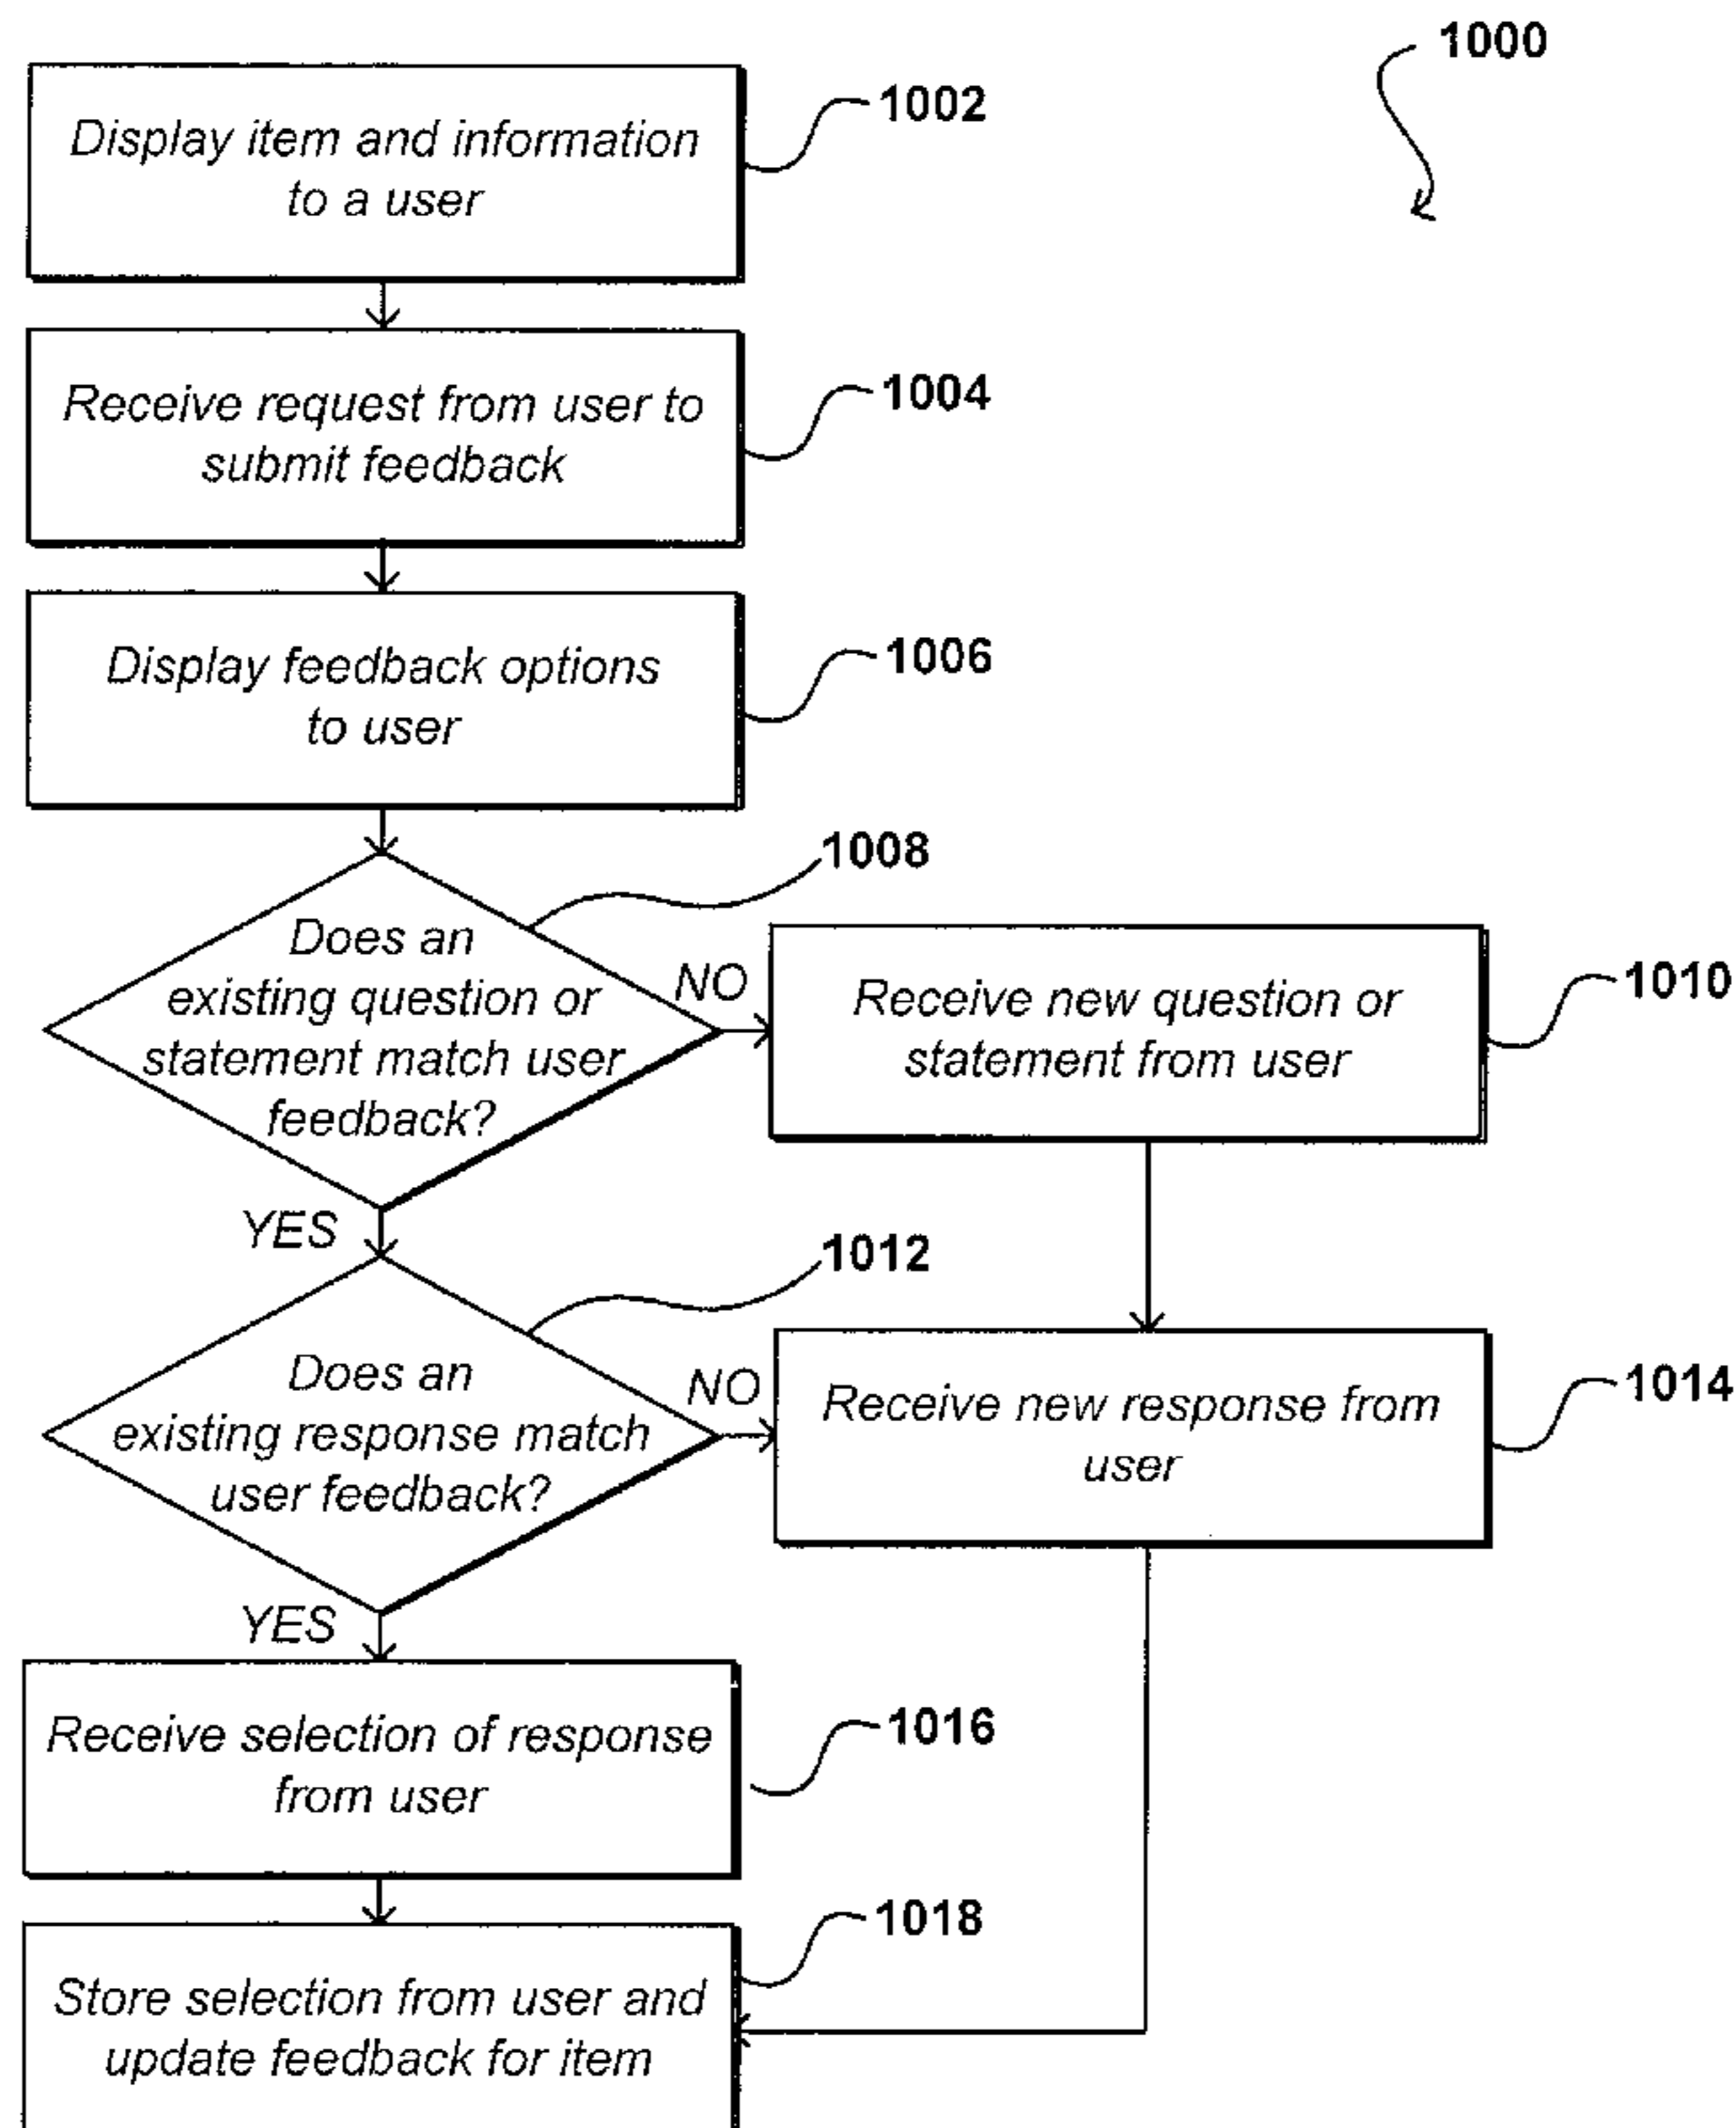 1000
Display item and information
to a user
1002
Receive request from user to
submit feedback
1004
Display feedback options
to user
1006
1008
Does an
existing question or
statement match user
feedback?
NO
Receive new question or
statement from user
1010
YES
1012
Does an
existing response match
user feedback?
NO
Receive new response from
user
1014
YES
Receive selection of response
from user
1016
Store selection from user and
update feedback for item
1018